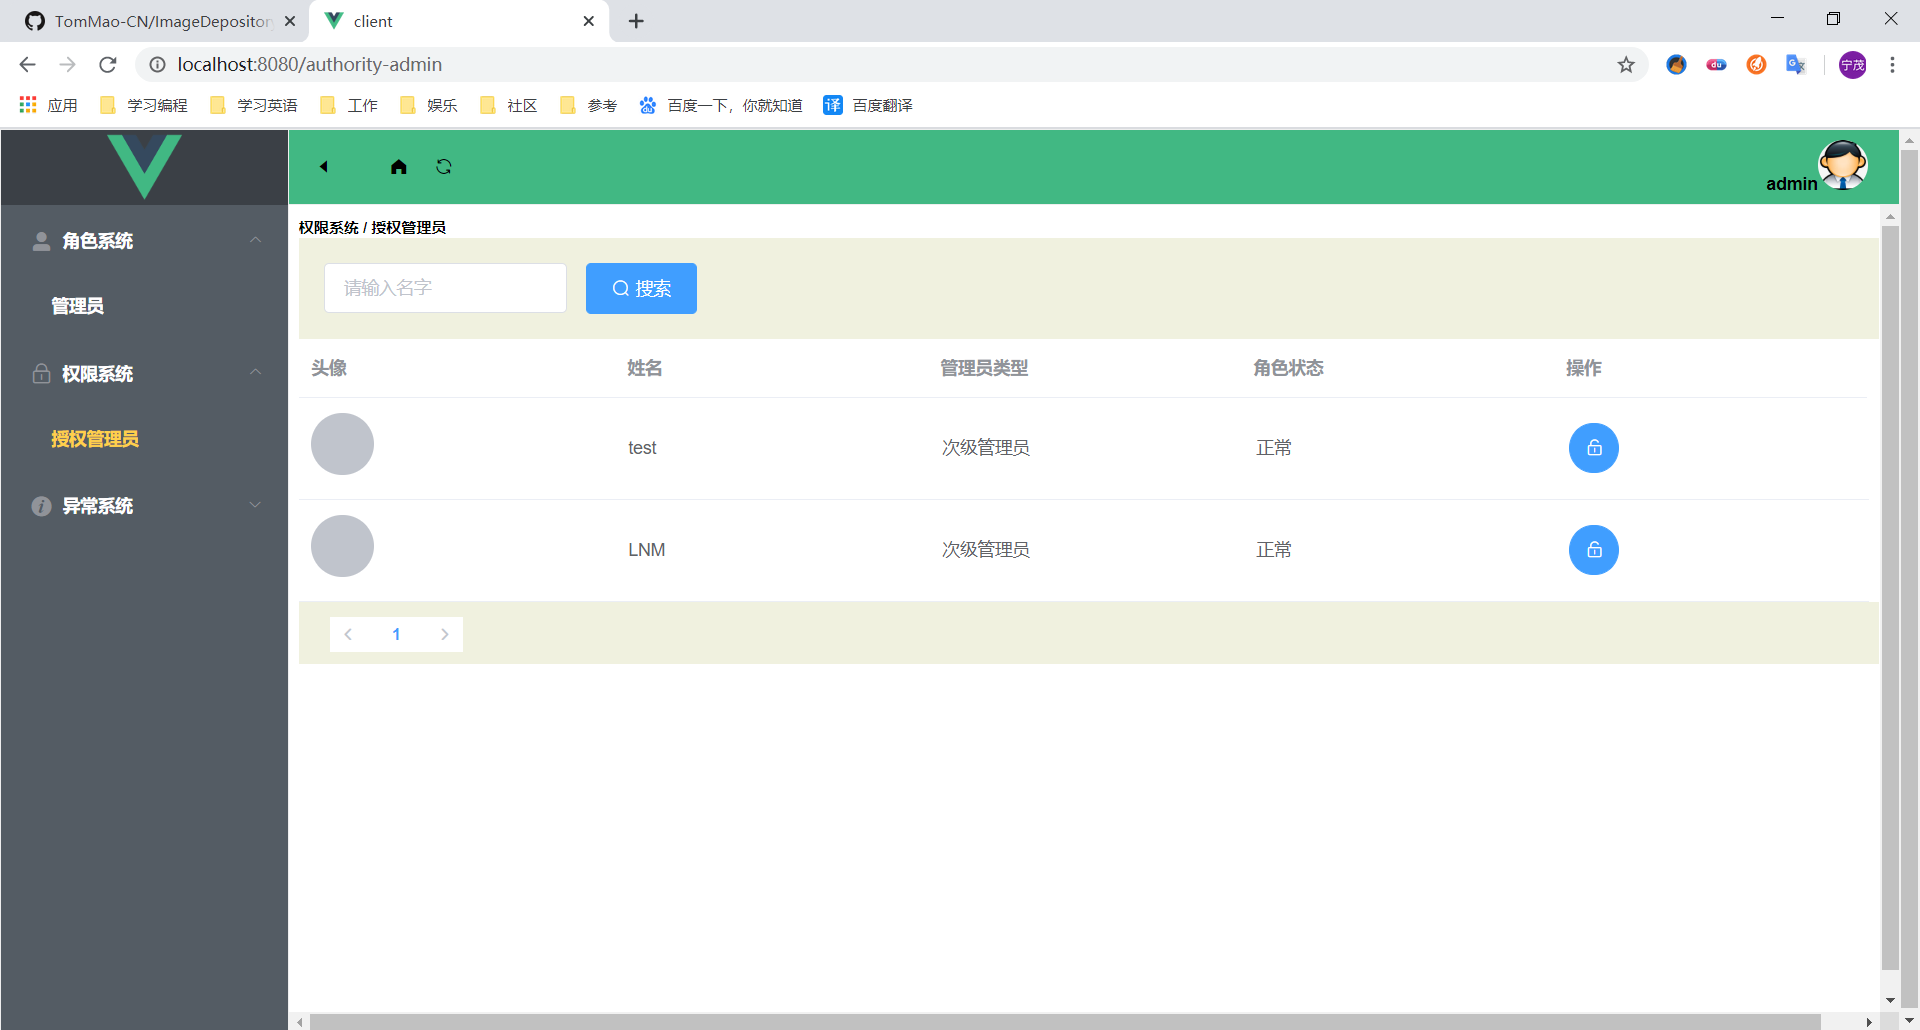 TomMao-CN/ImageDepository
client
localhost:8080/authority-admin
宁茂
应用 学习编程 学习英语 工作 娱乐 社区 参考 百度一下，你就知道 译 百度翻译
admin
角色系统
管理员
权限系统
授权管理员
异常系统
权限系统 / 授权管理员
请输入名字 搜索
头像 姓名 管理员类型 角色状态 操作
test 次级管理员 正常
LNM 次级管理员 正常
1